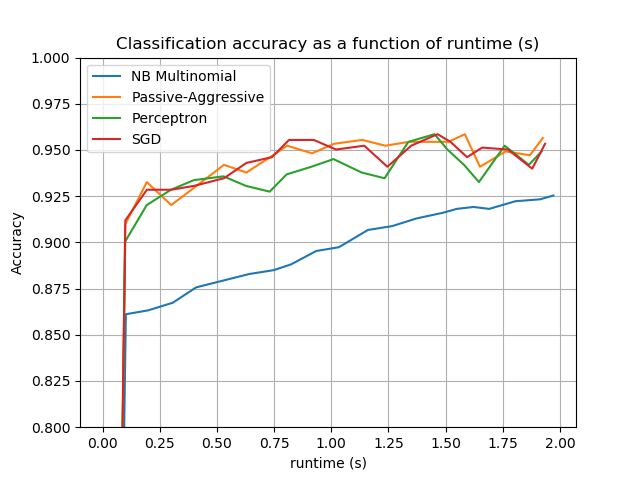 Classification accuracy as a function of runtime (s)
NB Multinomial
Passive-Aggressive
Perceptron
SGD
1.000
0.975
0.950
0.925
0.900
0.875
0.850
0.825
0.800
Accuracy
0.00 0.25 0.50 0.75 1.00 1.25 1.50 1.75 2.00
runtime (s)